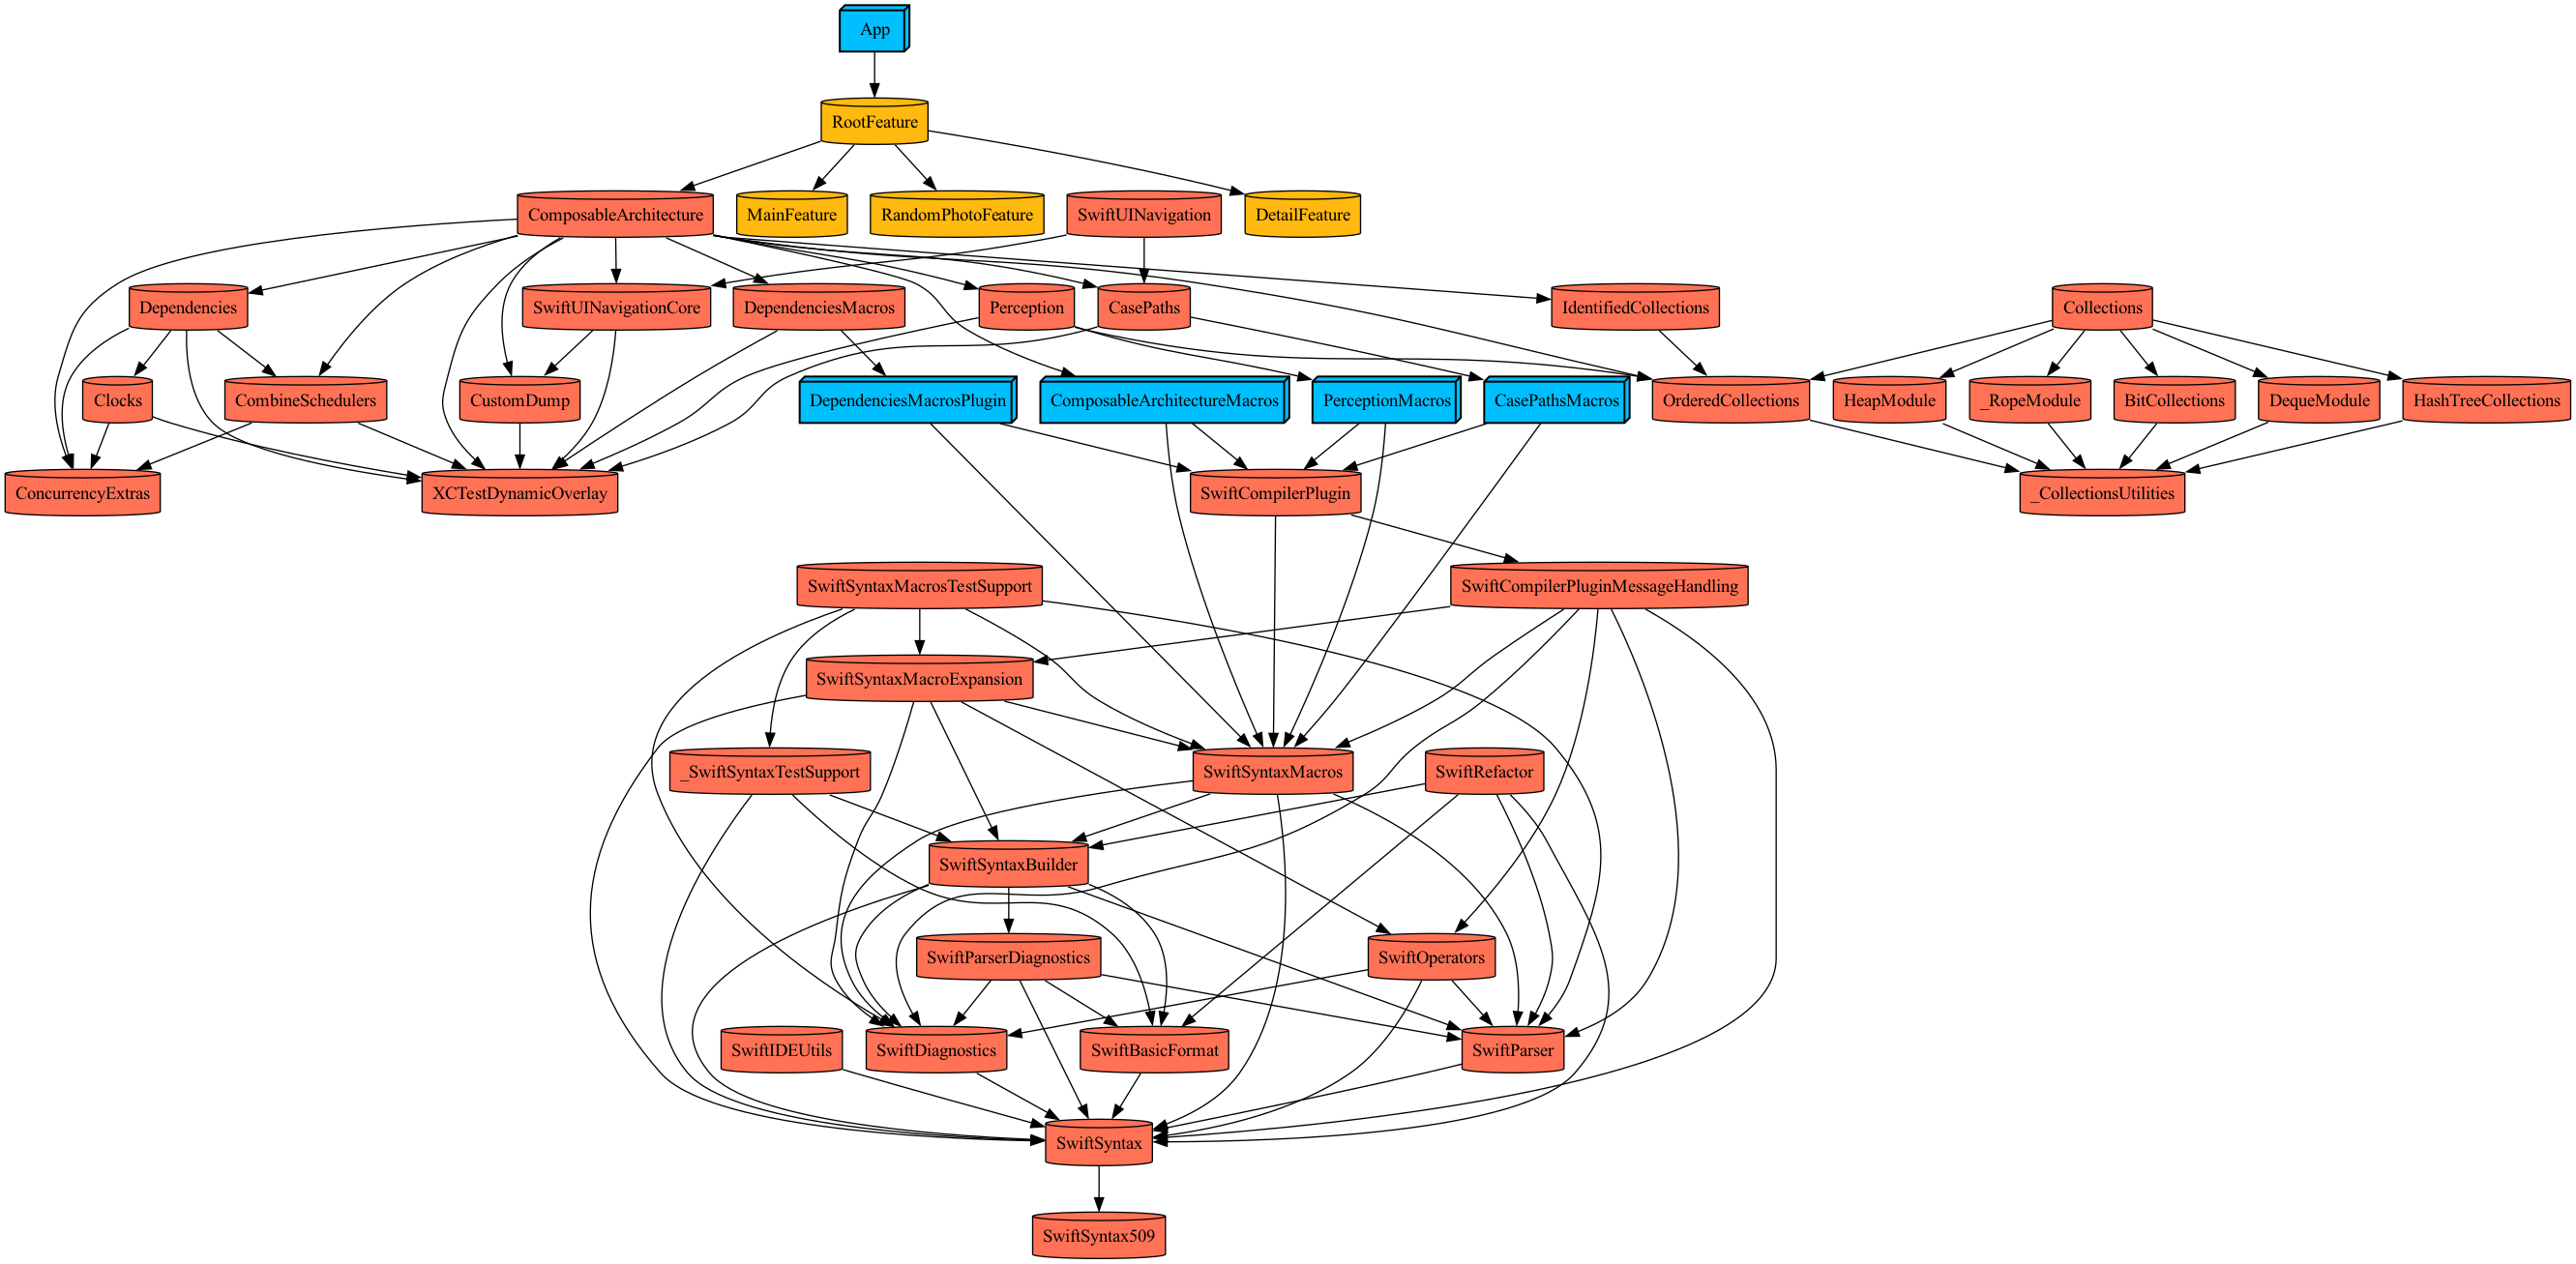 App
RootFeature
ComposableArchitecture
MainFeature
RandomPhotoFeature
SwiftUINavigation
DetailFeature
Dependencies
SwiftUINavigationCore
DependenciesMacros
Perception
CasePaths
IdentifiedCollections
Collections
Clocks
CombineSchedulers
CustomDump
DependenciesMacrosPlugin
ComposableArchitectureMacros
PerceptionMacros
CasePathsMacros
OrderedCollections
HeapModule
_RopeModule
BitCollections
DequeModule
HashTreeCollections
ConcurrencyExtras
XCTestDynamicOverlay
SwiftCompilerPlugin
_CollectionsUtilities
SwiftSyntaxMacrosTestSupport
SwiftCompilerPluginMessageHandling
SwiftSyntaxMacroExpansion
_SwiftSyntaxTestSupport
SwiftSyntaxMacros
SwiftRefactor
SwiftSyntaxBuilder
SwiftParserDiagnostics
SwiftOperators
SwiftIDEUtils
SwiftDiagnostics
SwiftBasicFormat
SwiftParser
SwiftSyntax
SwiftSyntax509